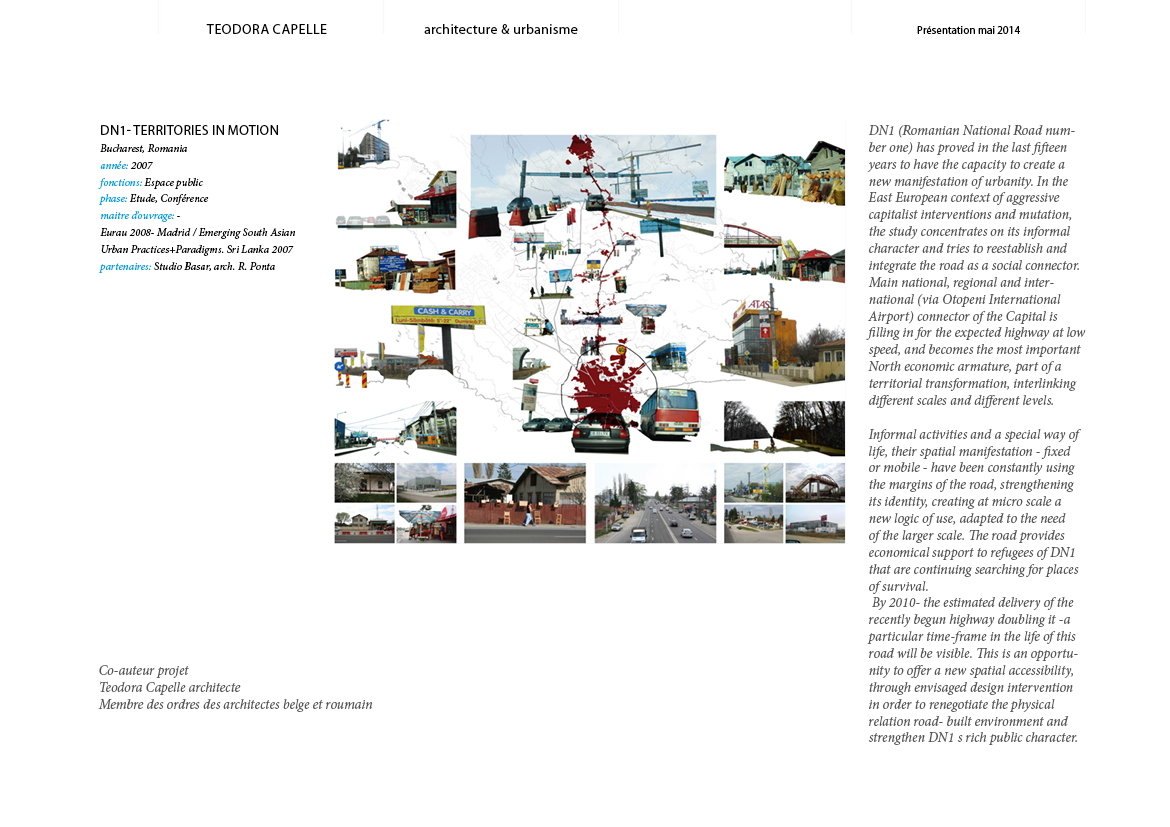 TEODORA CAPELLE
architecture & urbanisme
Présentation mai 2014
DN1- TERRITORIES IN MOTION
Bucharest, Romania
année: 2007
fonctions: Espace public
phase: Etude, Conférence
maitre d'ouvrage: -
Eurau 2008- Madrid / Emerging South Asian
Urban Practices+Paradigms. Sri Lanka 2007
partenaires: Studio Basar, arch. R. Ponta
CASH & CARRY
ATAS
DN1 (Romanian National Road num-
ber one) has proved in the last fifteen
years to have the capacity to create a
new manifestation of urbanity. In the
East European context of aggressive
capitalist interventions and mutation,
the study concentrates on its informal
character and tries to reestablish and
integrate the road as a social connector.
Main national, regional and inter-
national (via Otopeni International
Airport) connector of the Capital is
filling in for the expected highway at low
speed, and becomes the most important
North economic armature, part of a
territorial transformation, interlinking
different scales and different levels.
Informal activities and a special way of
life, their spatial manifestation - fixed
or mobile - have been constantly using
the margins of the road, strengthening
its identity, creating at micro scale a
new logic of use, adapted to the need
of the larger scale. The road provides
economical support to refugees of DN1
that are continuing searching for places
of survival.
By 2010- the estimated delivery of the
recently begun highway doubling it -a
particular time-frame in the life of this
road will be visible. This is an opportu-
nity to offer a new spatial accessibility,
through envisaged design intervention
in order to renegotiate the physical
relation road- built environment and
strengthen DN1 s rich public character.
Co-auteur projet
Teodora Capelle architecte
Membre des ordres des architectes belge et roumain